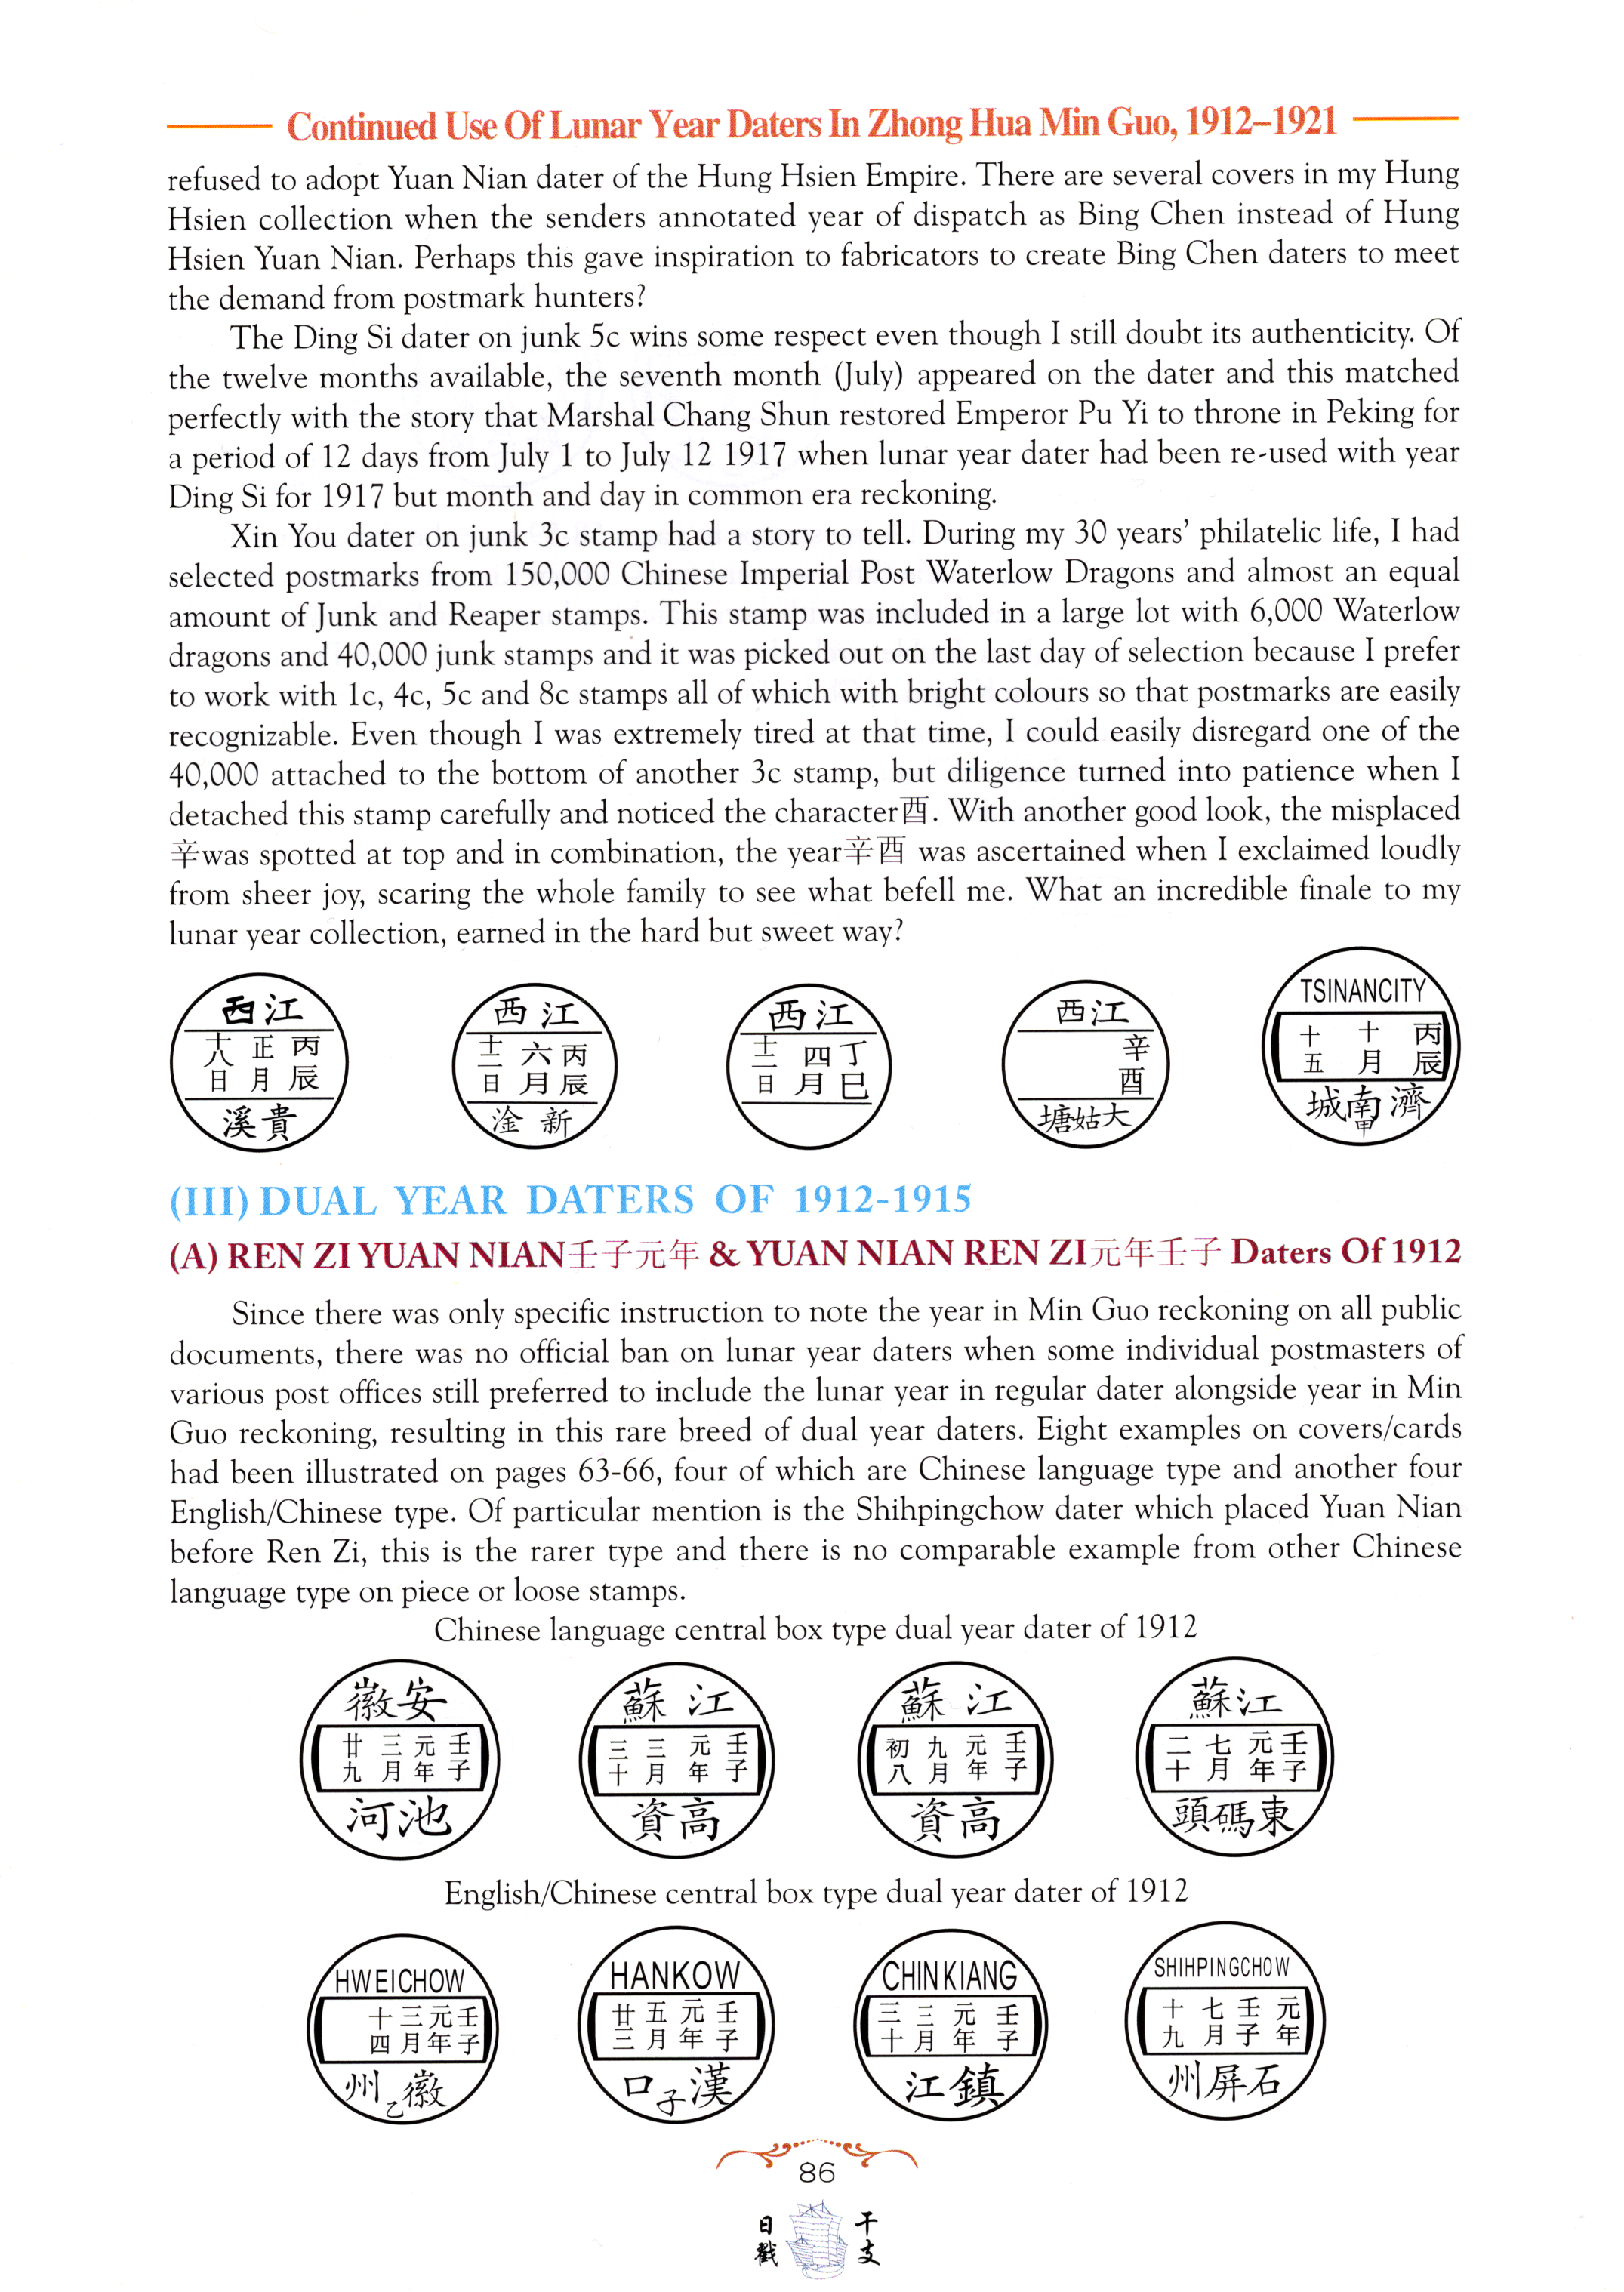 Continued Use Of Lunar Year Daters In Zhong Hua Min Guo, 1912–1921
refused to adopt Yuan Nian dater of the Hung Hsien Empire. There are several covers in my Hung
Hsien collection when the senders annotated year of dispatch as Bing Chen instead of Hung
Hsien Yuan Nian. Perhaps this gave inspiration to fabricators to create Bing Chen daters to meet
the demand from postmark hunters?
The Ding Si dater on junk 5c wins some respect even though I still doubt its authenticity. Of
the twelve months available, the seventh month (July) appeared on the dater and this matched
perfectly with the story that Marshal Chang Shun restored Emperor Pu Yi to throne in Peking for
a period of 12 days from July 1 to July 12 1917 when lunar year dater had been re-used with year
Ding Si for 1917 but month and day in common era reckoning.
Xin You dater on junk 3c stamp had a story to tell. During my 30 years’ philatelic life, I had
selected postmarks from 150,000 Chinese Imperial Post Waterlow Dragons and almost an equal
amount of Junk and Reaper stamps. This stamp was included in a large lot with 6,000 Waterlow
dragons and 40,000 junk stamps and it was picked out on the last day of selection because I prefer
to work with 1c, 4c, 5c and 8c stamps all of which with bright colours so that postmarks are easily
recognizable. Even though I was extremely tired at that time, I could easily disregard one of the
40,000 attached to the bottom of another 3c stamp, but diligence turned into patience when I
detached this stamp carefully and noticed the character酉. With another good look, the misplaced
辛was spotted at top and in combination, the year辛酉 was ascertained when I exclaimed loudly
from sheer joy, scaring the whole family to see what befell me. What an incredible finale to my
lunar year collection, earned in the hard but sweet way?
西江
十八日 正月 丙辰
溪貴
西江
十二日 六月 丙辰
淦新
西江
十二日 四月 丁巳
西江
辛酉
塘姑大
TSINANCITY
十五 十月 丙辰
城南濟
甲
(III) DUAL YEAR DATERS OF 1912-1915
(A) REN ZI YUAN NIAN壬子元年 & YUAN NIAN REN ZI元年壬子 Daters Of 1912
Since there was only specific instruction to note the year in Min Guo reckoning on all public
documents, there was no official ban on lunar year daters when some individual postmasters of
various post offices still preferred to include the lunar year in regular dater alongside year in Min
Guo reckoning, resulting in this rare breed of dual year daters. Eight examples on covers/cards
had been illustrated on pages 63-66, four of which are Chinese language type and another four
English/Chinese type. Of particular mention is the Shihpingchow dater which placed Yuan Nian
before Ren Zi, this is the rarer type and there is no comparable example from other Chinese
language type on piece or loose stamps.
Chinese language central box type dual year dater of 1912
徽安
廿九 三月 元年 壬子
河池
蘇江
三十 三月 元年 壬子
資高
蘇江
初八 九月 元年 壬子
資高
蘇江
二十 七月 元年 壬子
頭碼東
English/Chinese central box type dual year dater of 1912
HWEICHOW
十四 三月 元年 壬子
州乙徽
HANKOW
廿三 五月 元年 壬子
口子漢
CHINKIANG
三十 三月 元年 壬子
江鎮
SHIHPINGCHOW
十九 七月 壬子 元年
州屏石
86
日戳 干支